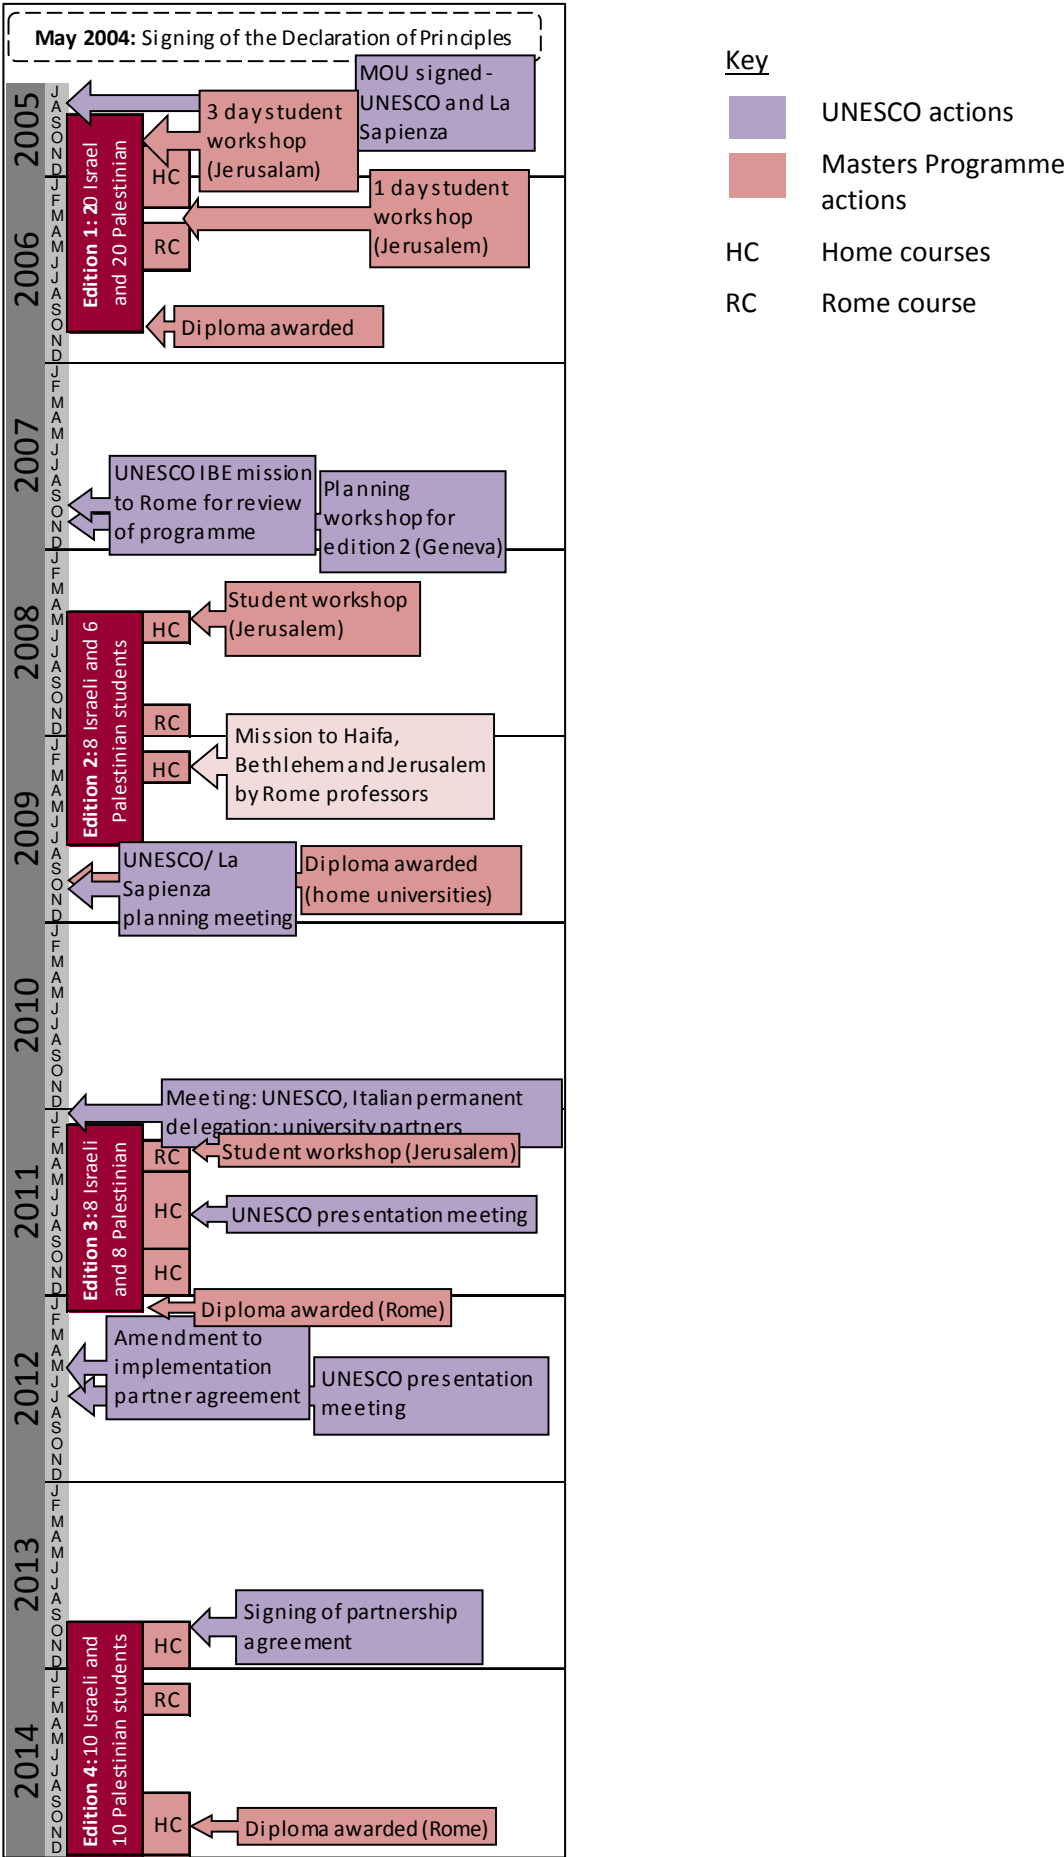 May 2004: Signing of the Declaration of Principles
Key
UNESCO actions
Masters Programme
actions
HC Home courses
RC Rome course
2005
J
A
S
O
N
D
MOU signed -
UNESCO and La
Sapienza
3 day student
workshop
(Jerusalam)
HC
Edition 1: 20 Israel
and 20 Palestinian
2006
J
F
M
A
M
J
J
A
S
O
N
D
1 day student
workshop
(Jerusalem)
RC
Diploma awarded
2007
J
F
M
A
M
J
J
A
S
O
N
D
UNESCO IBE mission
to Rome for review
of programme
Planning
workshop for
edition 2 (Geneva)
2008
J
F
M
A
M
J
J
A
S
O
N
D
Student workshop
(Jerusalem)
HC
Edition 2: 8 Israeli and 6
Palestinian students
RC
2009
J
F
M
A
M
J
J
A
S
O
N
D
Mission to Haifa,
Bethlehem and Jerusalem
by Rome professors
HC
UNESCO/ La
Sapienza
planning meeting
Diploma awarded
(home universities)
2010
J
F
M
A
M
J
J
A
S
O
N
D
Meeting: UNESCO, Italian permanent
delegation; university partners
2011
J
F
M
A
M
J
J
A
S
O
N
D
Edition 3: 8 Israeli
and 8 Palestinian
RC
Student workshop (Jerusalem)
HC
UNESCO presentation meeting
HC
2012
J
F
M
A
M
J
J
A
S
O
N
D
Diploma awarded (Rome)
Amendment to
implementation
partner agreement
UNESCO presentation
meeting
2013
J
F
M
A
M
J
J
A
S
O
N
D
Signing of partnership
agreement
HC
Edition 4: 10 Israeli and
10 Palestinian students
2014
J
F
M
A
M
J
J
A
S
O
N
D
RC
HC
Diploma awarded (Rome)